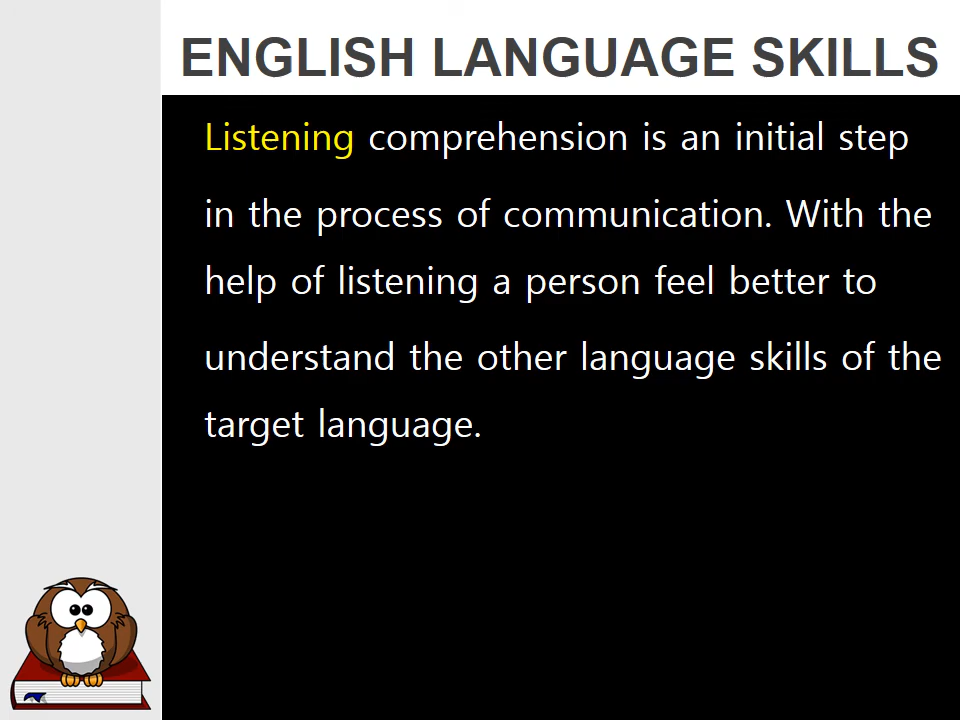 ENGLISH LANGUAGE SKILLS
Listening comprehension is an initial step
in the process of communication. With the
help of listening a person feel better to
understand the other language skills of the
target language.